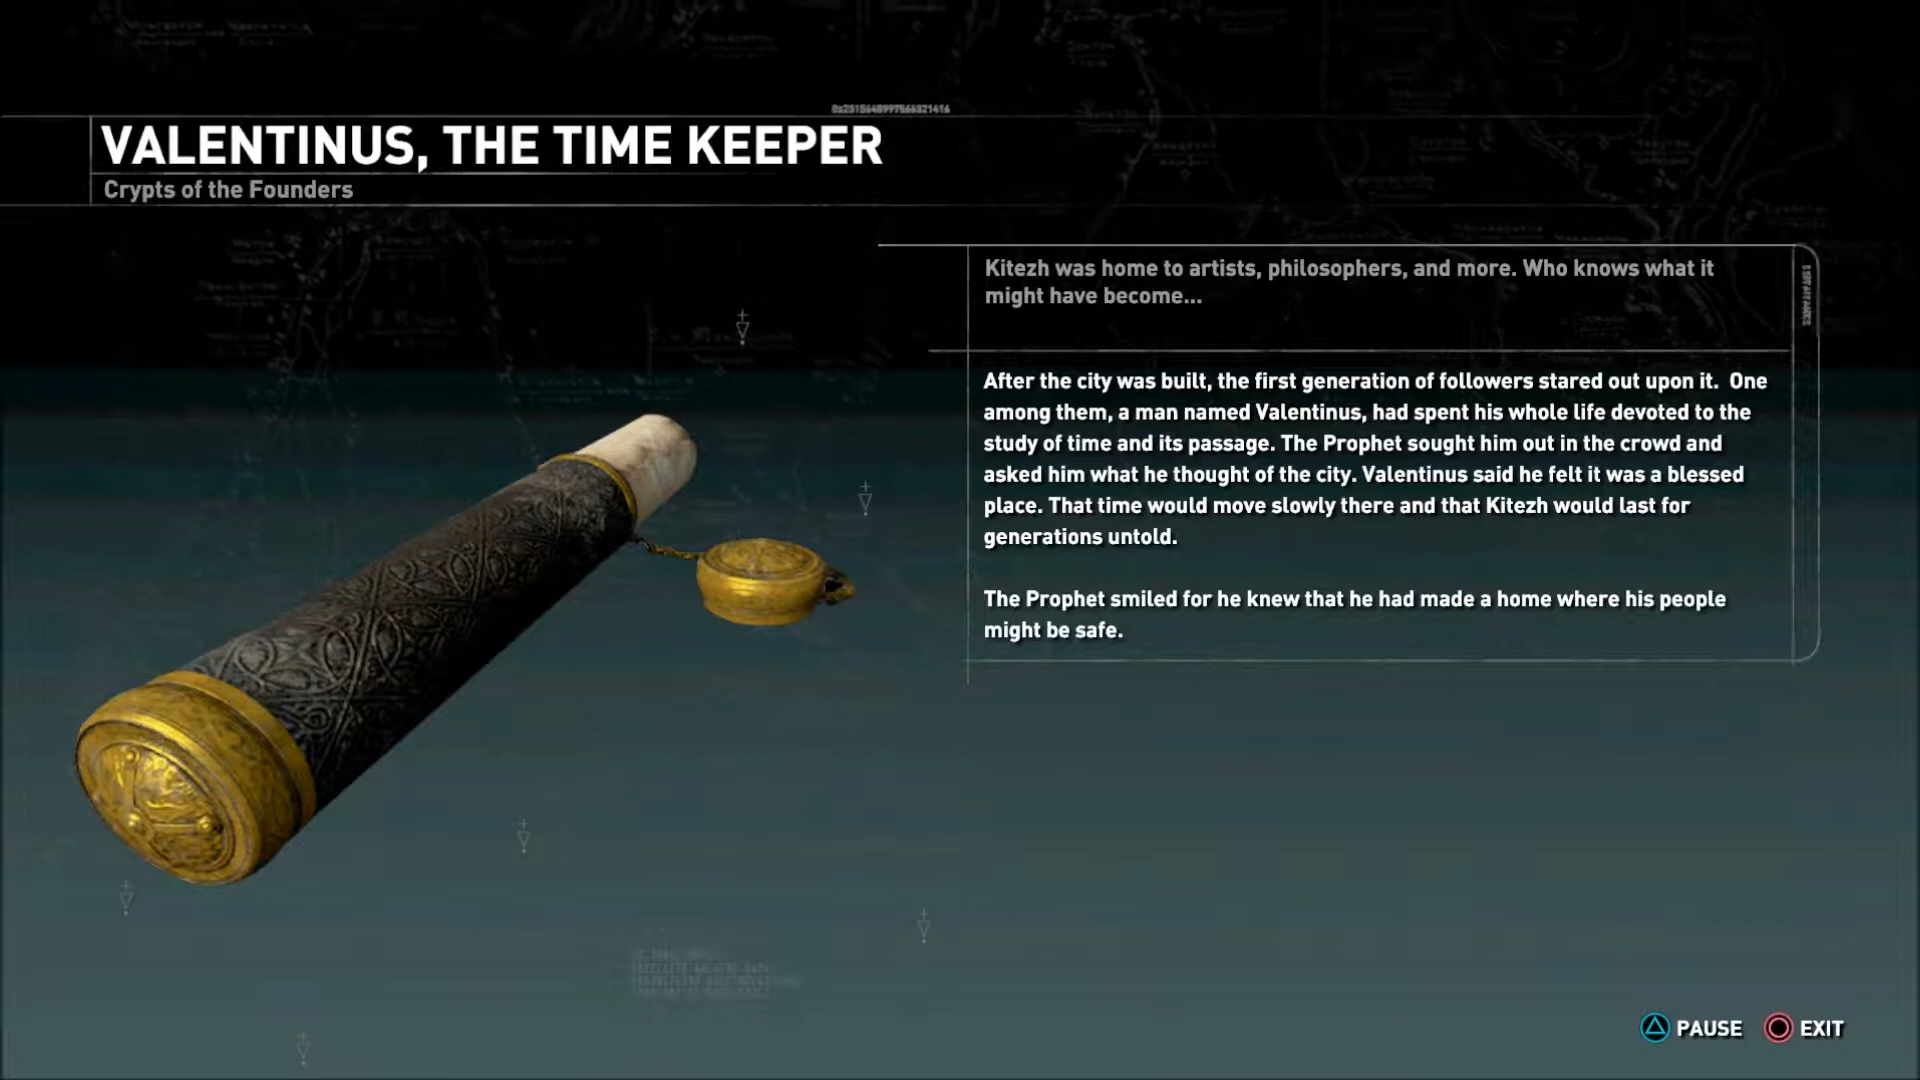 VALENTINUS, THE TIME KEEPER
Crypts of the Founders
Kitezh was home to artists, philosophers, and more. Who knows what it
might have become...
After the city was built, the first generation of followers stared out upon it.  One
among them, a man named Valentinus, had spent his whole life devoted to the
study of time and its passage. The Prophet sought him out in the crowd and
asked him what he thought of the city. Valentinus said he felt it was a blessed
place. That time would move slowly there and that Kitezh would last for
generations untold.
The Prophet smiled for he knew that he had made a home where his people
might be safe.
PAUSE EXIT